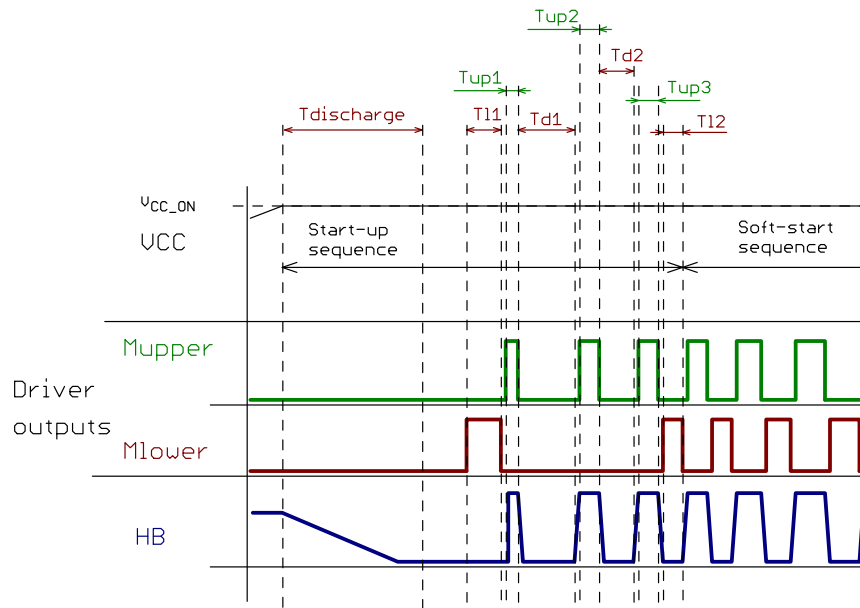 Tup2
Td2
Tup1
Tup3
Tdischarge
Tl1
Td1
Tl2
VCC_ON
VCC
Start-up
sequence
Soft-start
sequence
Mupper
Driver
outputs
Mlower
HB